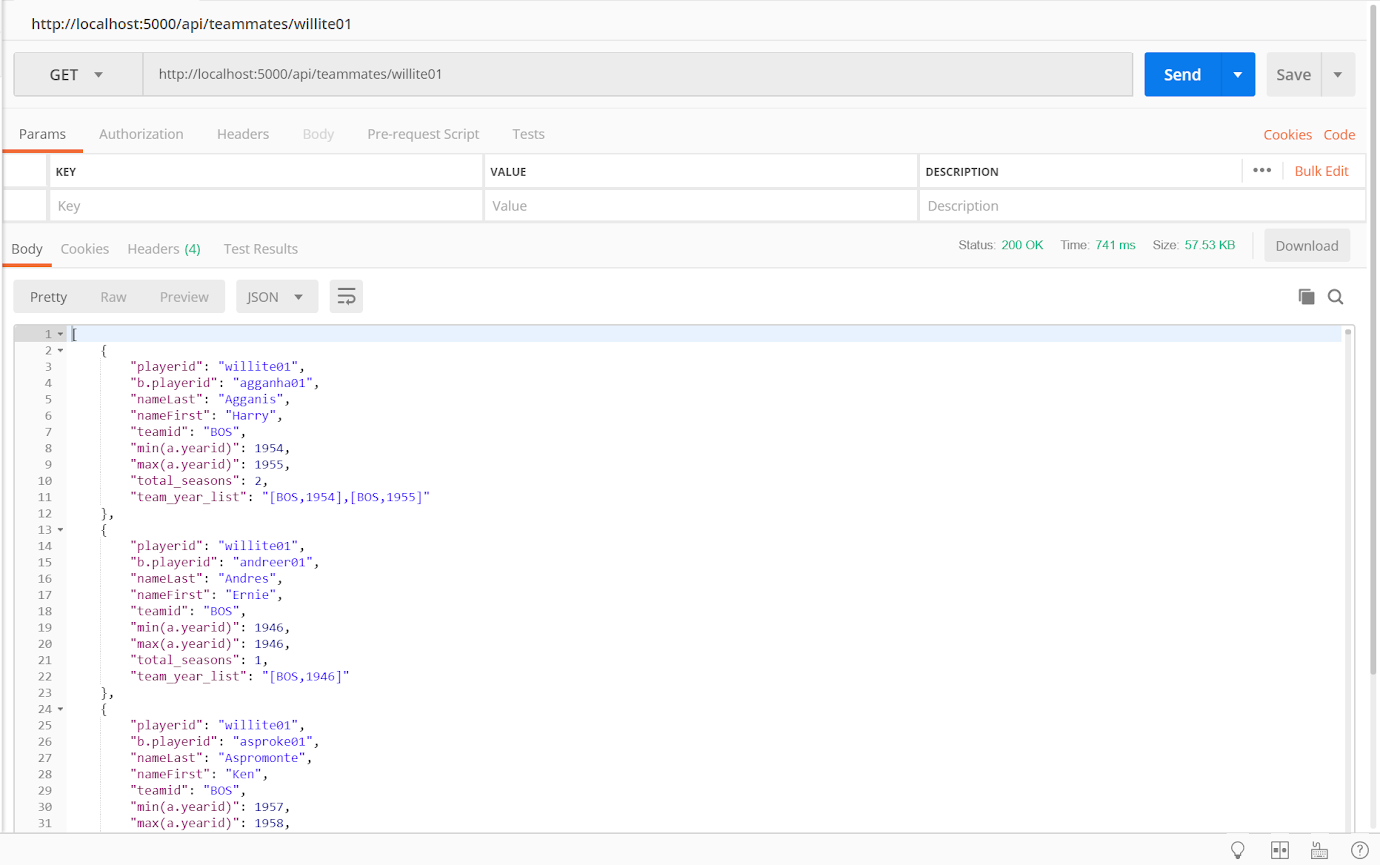 http://localhost:5000/api/teammates/willite01
GET http://localhost:5000/api/teammates/willite01 Send Save
Params Authorization Headers Body Pre-request Script Tests Cookies Code
KEY VALUE DESCRIPTION ••• Bulk Edit
Key Value Description
Body Cookies Headers (4) Test Results Status: 200 OK Time: 741 ms Size: 57.53 KB Download
Pretty Raw Preview JSON
1 [
2 {
3 "playerid": "willite01",
4 "b.playerid": "agganha01",
5 "nameLast": "Agganis",
6 "nameFirst": "Harry",
7 "teamid": "BOS",
8 "min(a.yearid)": 1954,
9 "max(a.yearid)": 1955,
10 "total_seasons": 2,
11 "team_year_list": "[BOS,1954],[BOS,1955]"
12 },
13 {
14 "playerid": "willite01",
15 "b.playerid": "andreer01",
16 "nameLast": "Andres",
17 "nameFirst": "Ernie",
18 "teamid": "BOS",
19 "min(a.yearid)": 1946,
20 "max(a.yearid)": 1946,
21 "total_seasons": 1,
22 "team_year_list": "[BOS,1946]"
23 },
24 {
25 "playerid": "willite01",
26 "b.playerid": "asproke01",
27 "nameLast": "Aspromonte",
28 "nameFirst": "Ken",
29 "teamid": "BOS",
30 "min(a.yearid)": 1957,
31 "max(a.yearid)": 1958,